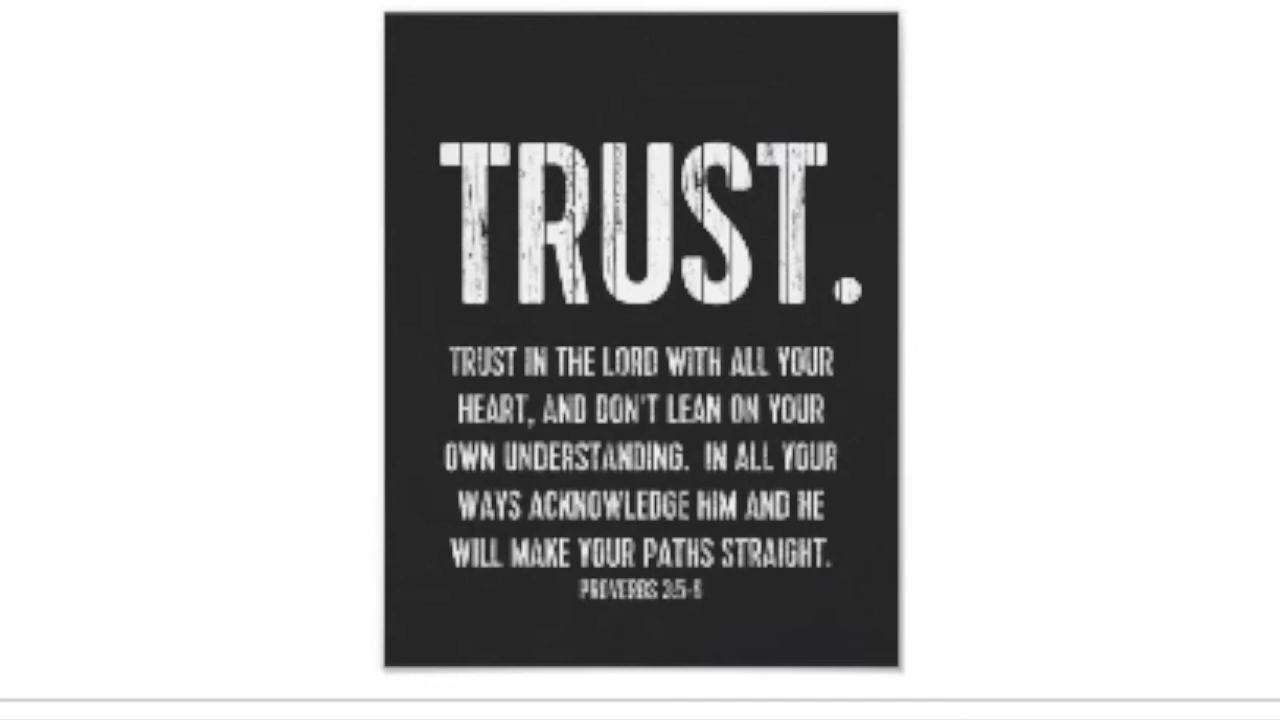 TRUST.
TRUST IN THE LORD WITH ALL YOUR
HEART, AND DON'T LEAN ON YOUR
OWN UNDERSTANDING. IN ALL YOUR
WAYS ACKNOWLEDGE HIM AND HE
WILL MAKE YOUR PATHS STRAIGHT.
PROVERBS 3:5-6